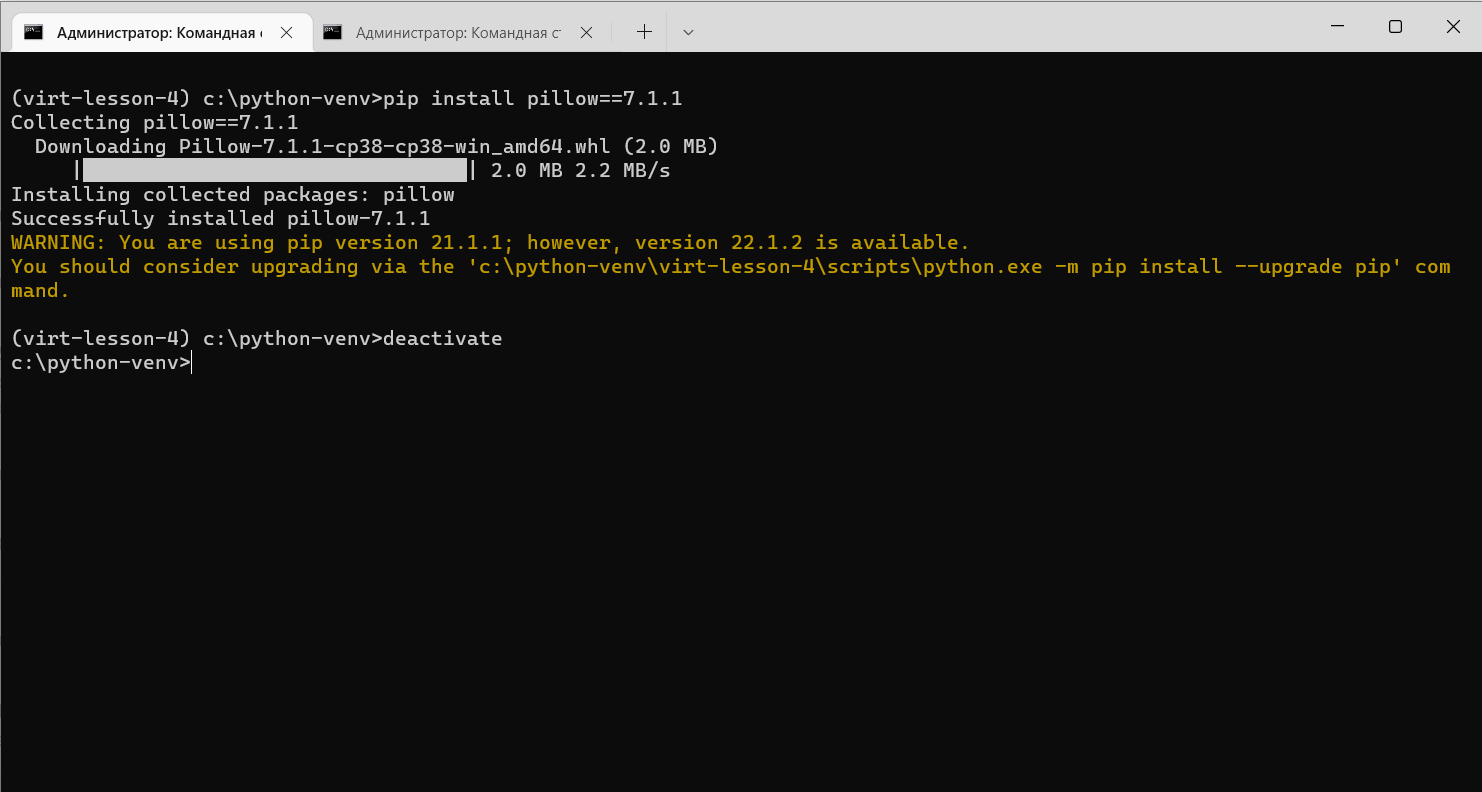 Администратор: Командная с
Администратор: Командная ст
(virt-lesson-4) c:\python-venv>pip install pillow==7.1.1
Collecting pillow==7.1.1
  Downloading Pillow-7.1.1-cp38-cp38-win_amd64.whl (2.0 MB)
     |████████████████████████████████| 2.0 MB 2.2 MB/s
Installing collected packages: pillow
Successfully installed pillow-7.1.1
WARNING: You are using pip version 21.1.1; however, version 22.1.2 is available.
You should consider upgrading via the 'c:\python-venv\virt-lesson-4\scripts\python.exe -m pip install --upgrade pip' com
mand.
(virt-lesson-4) c:\python-venv>deactivate
c:\python-venv>